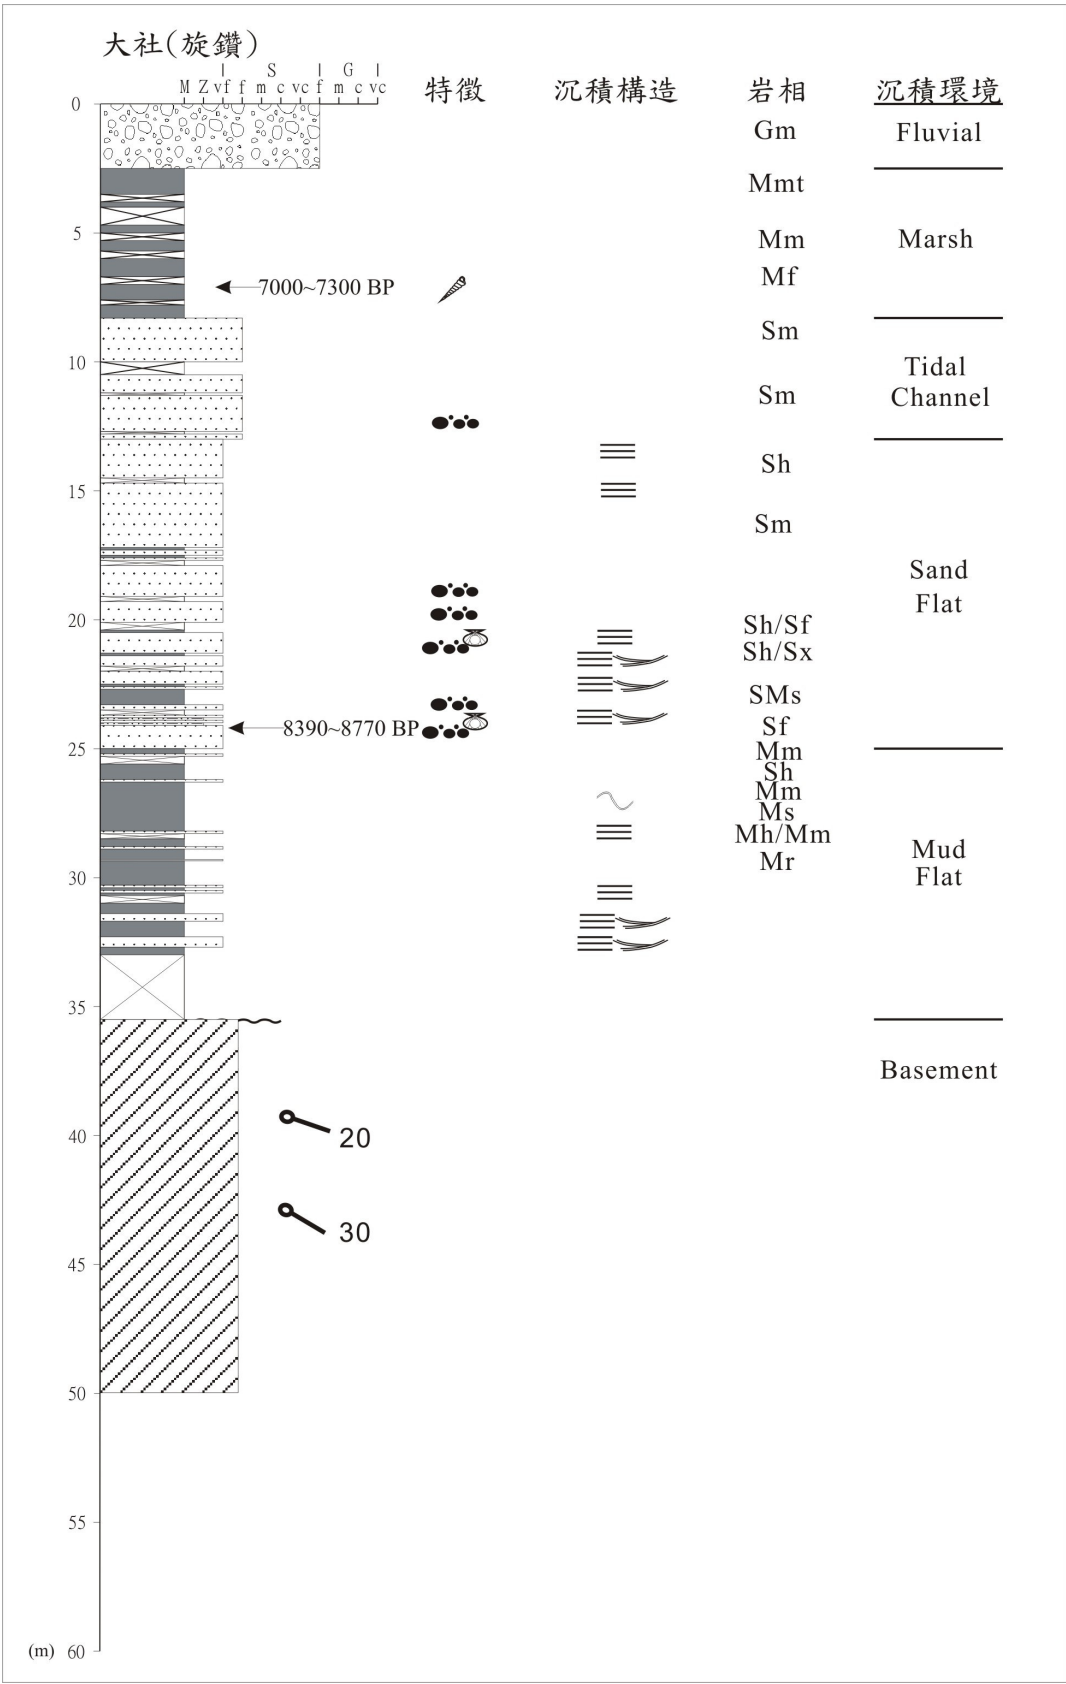 大社(旋鑽)
S G
M Z vf f m c vc f m c vc
特徵 沉積構造 岩相 沉積環境
0
Gm
Fluvial
Mmt
5
Mm
Marsh
Mf
7000~7300 BP
Sm
10
Tidal
Channel
Sm
Sh
15
Sm
Sand
Flat
20
Sh/Sf
Sh/Sx
SMs
8390~8770 BP
Sf
25
Mm
Sh
Mm
Ms
Mh/Mm
Mud
Flat
Mr
30
35
Basement
40
20
30
45
50
55
(m) 60